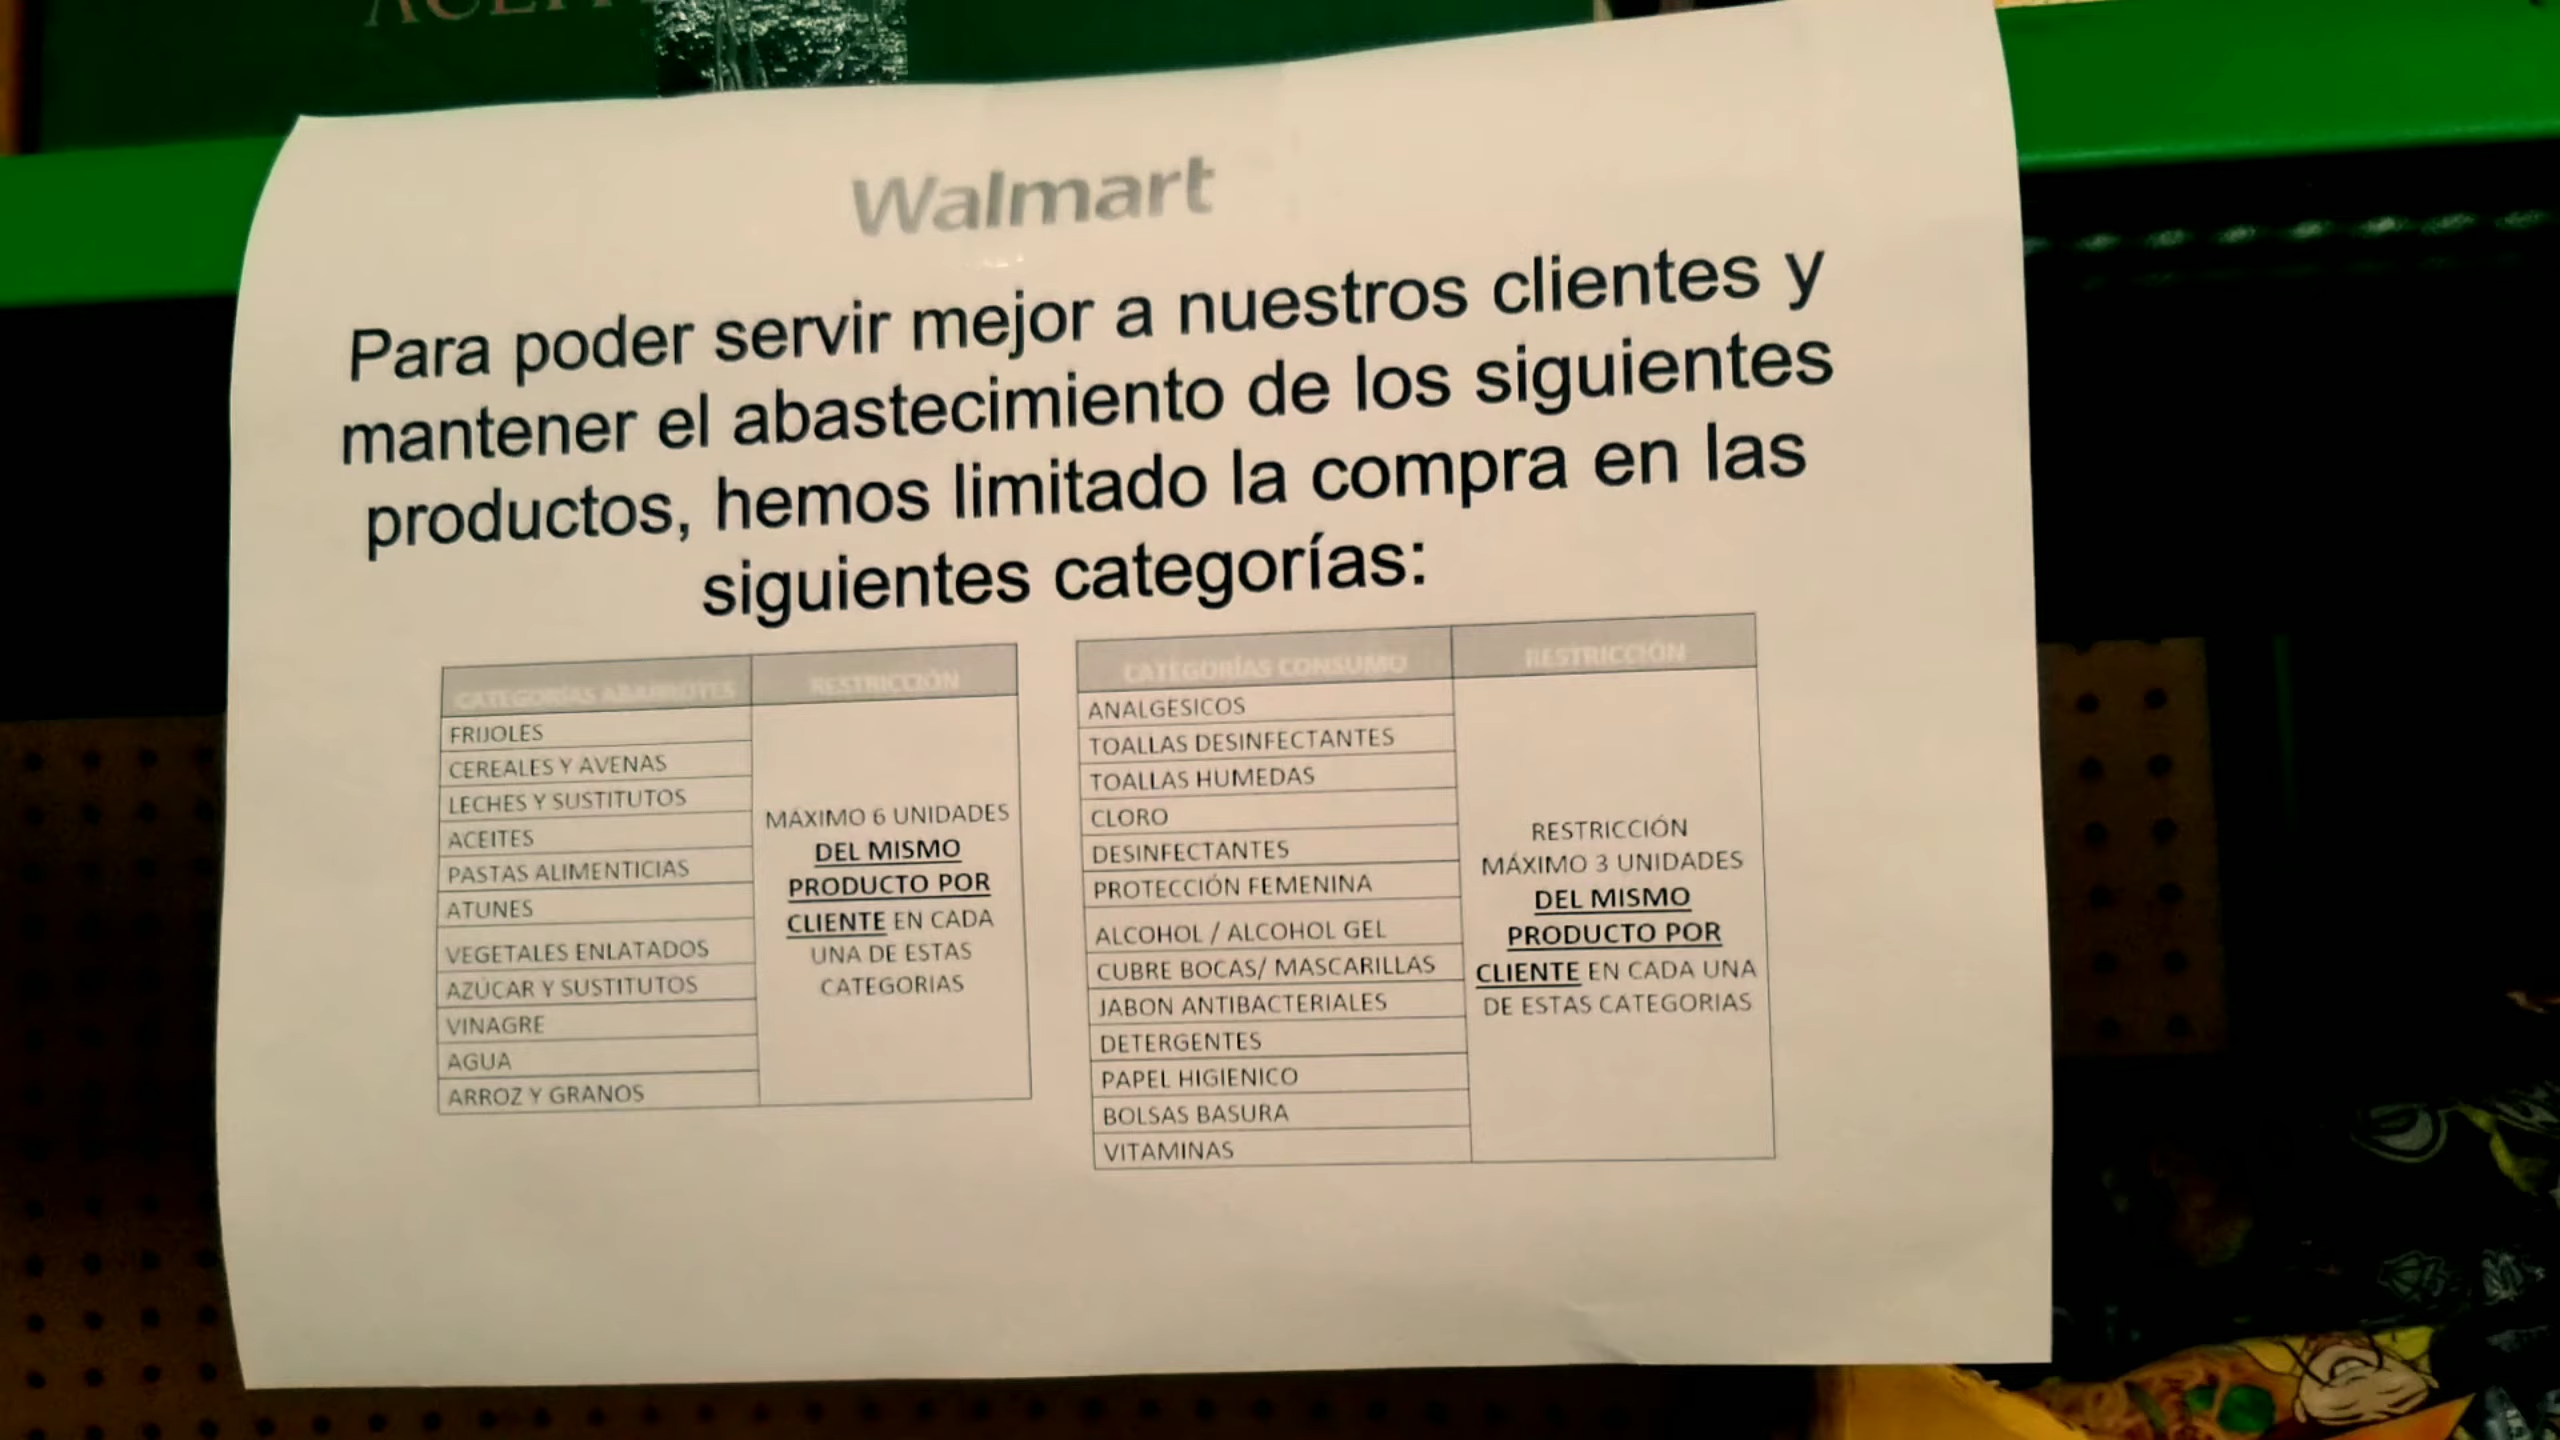 Walmart
Para poder servir mejor a nuestros clientes y
mantener el abastecimiento de los siguientes
productos, hemos limitado la compra en las
siguientes categorías:
CATEGORÍAS ABARROTES
RESTRICCIÓN
FRIJOLES
CEREALES Y AVENAS
LECHES Y SUSTITUTOS
ACEITES
PASTAS ALIMENTICIAS
ATUNES
VEGETALES ENLATADOS
AZÚCAR Y SUSTITUTOS
VINAGRE
AGUA
ARROZ Y GRANOS
MÁXIMO 6 UNIDADES
DEL MISMO
PRODUCTO POR
CLIENTE EN CADA
UNA DE ESTAS
CATEGORIAS
CATEGORÍAS CONSUMO
RESTRICCIÓN
ANALGESICOS
TOALLAS DESINFECTANTES
TOALLAS HUMEDAS
CLORO
DESINFECTANTES
PROTECCIÓN FEMENINA
ALCOHOL / ALCOHOL GEL
CUBRE BOCAS/ MASCARILLAS
JABON ANTIBACTERIALES
DETERGENTES
PAPEL HIGIENICO
BOLSAS BASURA
VITAMINAS
RESTRICCIÓN
MÁXIMO 3 UNIDADES
DEL MISMO
PRODUCTO POR
CLIENTE EN CADA UNA
DE ESTAS CATEGORIAS